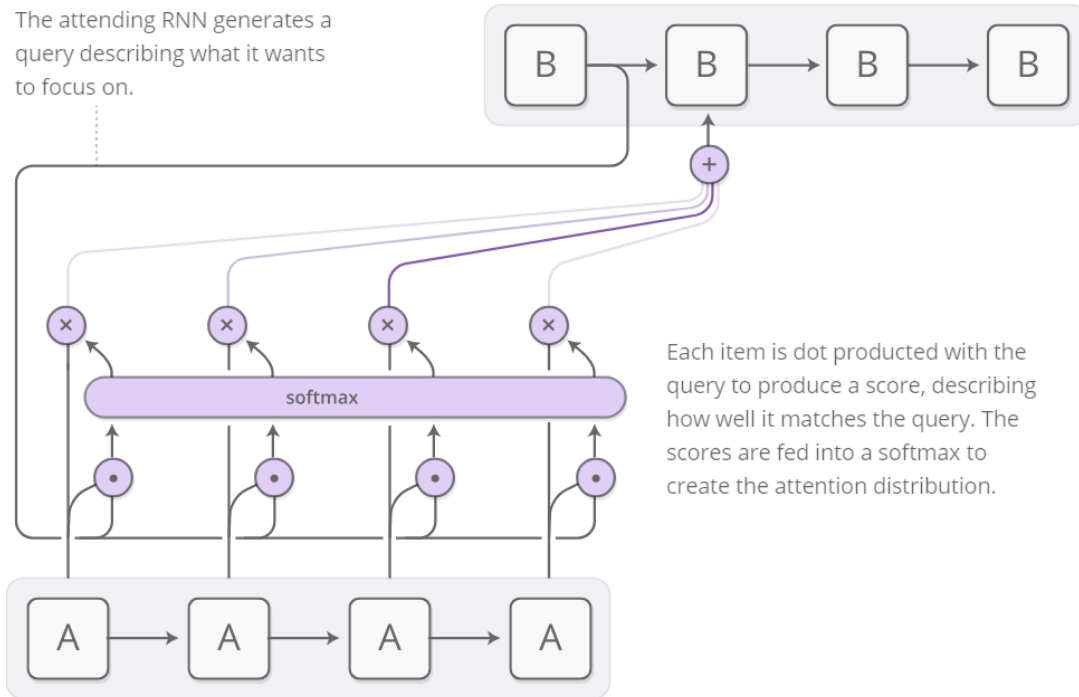 The attending RNN generates a
query describing what it wants
to focus on.
B
B
B
B
+
×
×
×
×
Each item is dot producted with the
query to produce a score, describing
how well it matches the query. The
scores are fed into a softmax to
create the attention distribution.
softmax
A
A
A
A